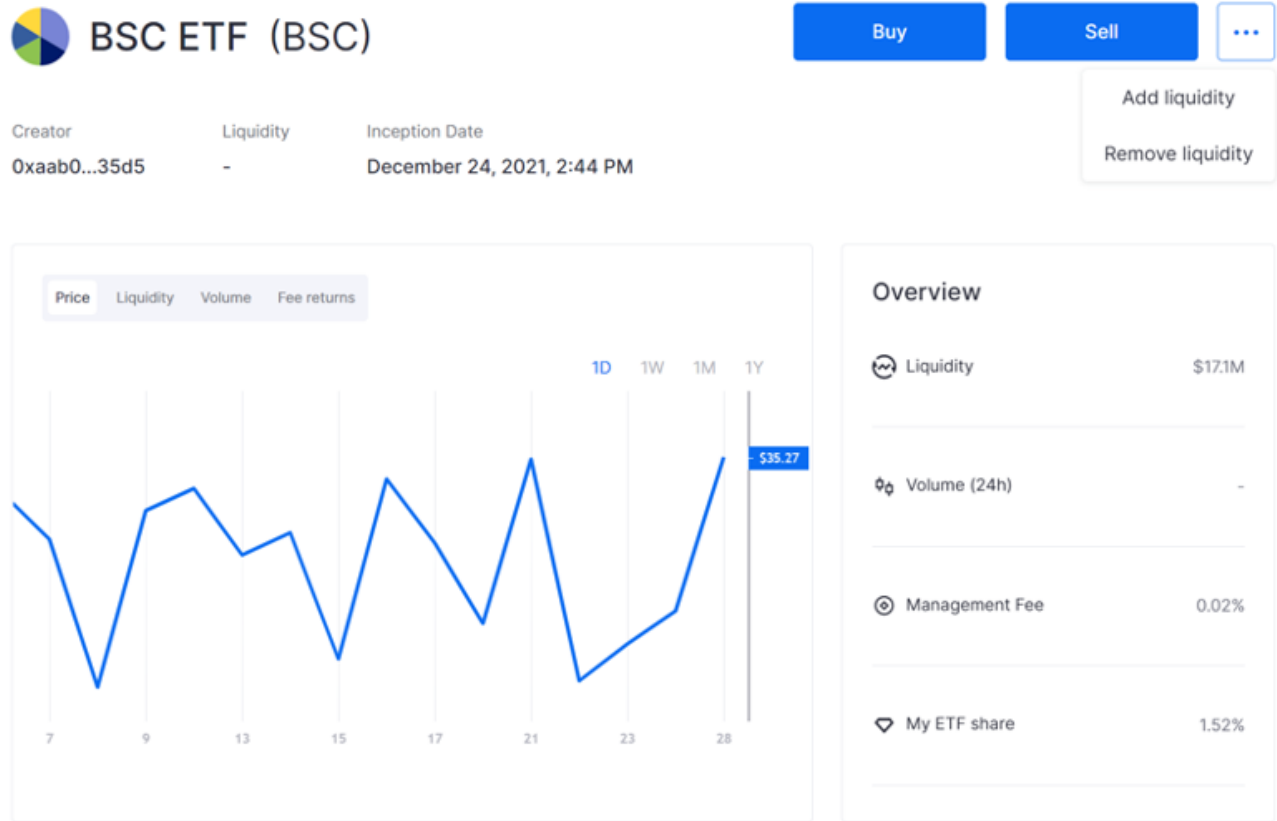 BSC ETF (BSC)
Buy
Sell
...
Add liquidity
Remove liquidity
Creator
Liquidity
Inception Date
0xaab0...35d5
-
December 24, 2021, 2:44 PM
Price
Liquidity
Volume
Fee returns
1D
1W
1M
1Y
$35.27
7
9
13
15
17
21
23
28
Overview
Liquidity
$17.1M
Volume (24h)
-
Management Fee
0.02%
My ETF share
1.52%